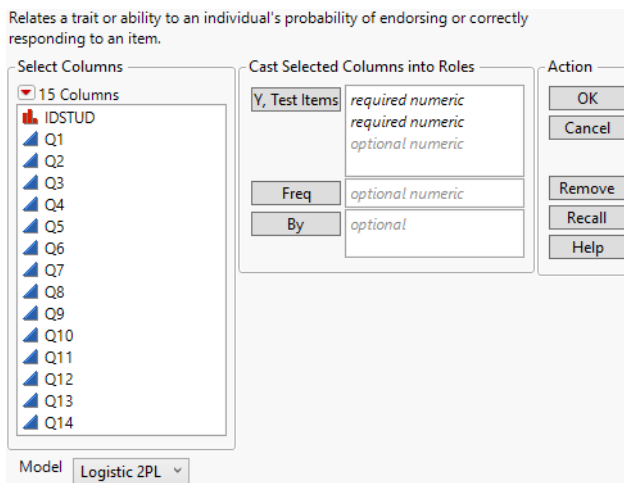 Relates a trait or ability to an individual's probability of endorsing or correctly
responding to an item.
Select Columns
15 Columns
IDSTUD
Q1
Q2
Q3
Q4
Q5
Q6
Q7
Q8
Q9
Q10
Q11
Q12
Q13
Q14
Cast Selected Columns into Roles
Y, Test Items
required numeric
required numeric
optional numeric
Freq
optional numeric
By
optional
Action
OK
Cancel
Remove
Recall
Help
Model Logistic 2PL